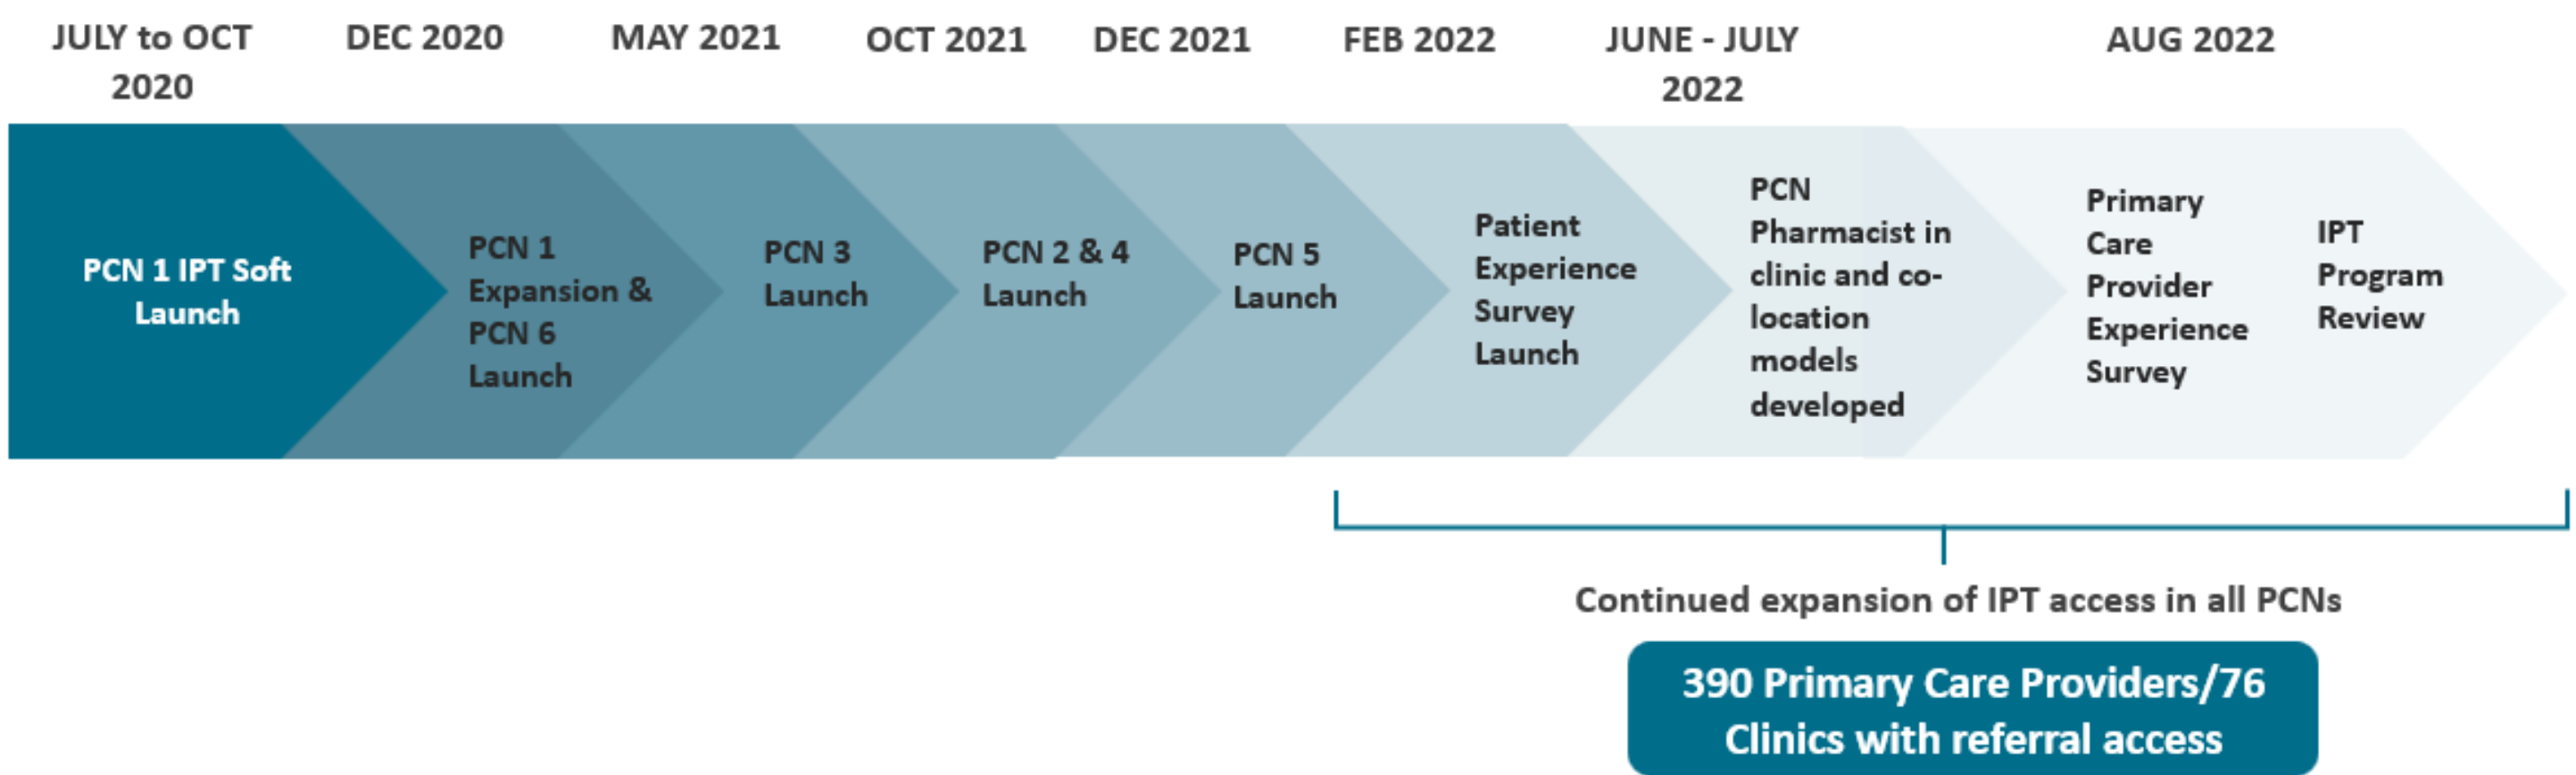 JULY to OCT
2020
DEC 2020
MAY 2021
OCT 2021
DEC 2021
FEB 2022
JUNE - JULY
2022
AUG 2022
PCN 1 IPT Soft
Launch
PCN 1
Expansion &
PCN 6
Launch
PCN 3
Launch
PCN 2 & 4
Launch
PCN 5
Launch
Patient
Experience
Survey
Launch
PCN
Pharmacist in
clinic and co-
location
models
developed
Primary
Care
Provider
Experience
Survey
IPT
Program
Review
Continued expansion of IPT access in all PCNs
390 Primary Care Providers/76
Clinics with referral access